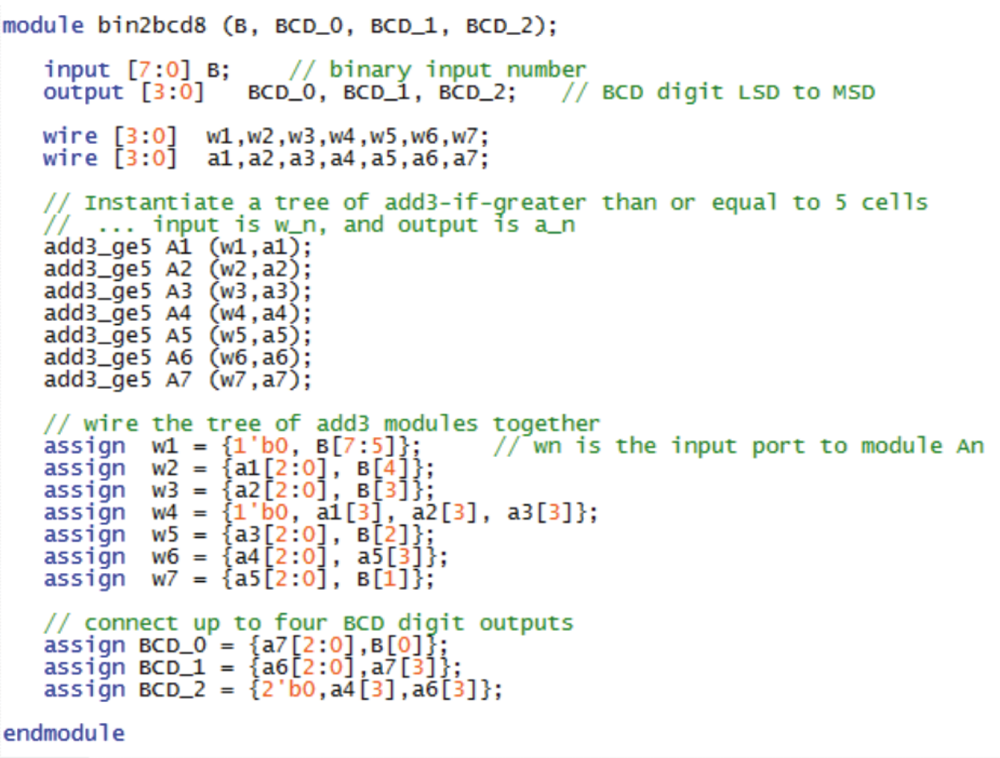 module bin2bcd8 (B, BCD_0, BCD_1, BCD_2);
input [7:0] B; // binary input number
output [3:0] BCD_0, BCD_1, BCD_2; // BCD digit LSD to MSD
wire [3:0] w1,w2,w3,w4,w5,w6,w7;
wire [3:0] a1,a2,a3,a4,a5,a6,a7;
// Instantiate a tree of add3-if-greater than or equal to 5 cells
// ... input is w_n, and output is a_n
add3_ge5 A1 (w1,a1);
add3_ge5 A2 (w2,a2);
add3_ge5 A3 (w3,a3);
add3_ge5 A4 (w4,a4);
add3_ge5 A5 (w5,a5);
add3_ge5 A6 (w6,a6);
add3_ge5 A7 (w7,a7);
// wire the tree of add3 modules together
assign w1 = {1'b0, B[7:5]}; // wn is the input port to module An
assign w2 = {a1[2:0], B[4]};
assign w3 = {a2[2:0], B[3]};
assign w4 = {1'b0, a1[3], a2[3], a3[3]};
assign w5 = {a3[2:0], B[2]};
assign w6 = {a4[2:0], a5[3]};
assign w7 = {a5[2:0], B[1]};
// connect up to four BCD digit outputs
assign BCD_0 = {a7[2:0],B[0]};
assign BCD_1 = {a6[2:0],a7[3]};
assign BCD_2 = {2'b0,a4[3],a6[3]};
endmodule